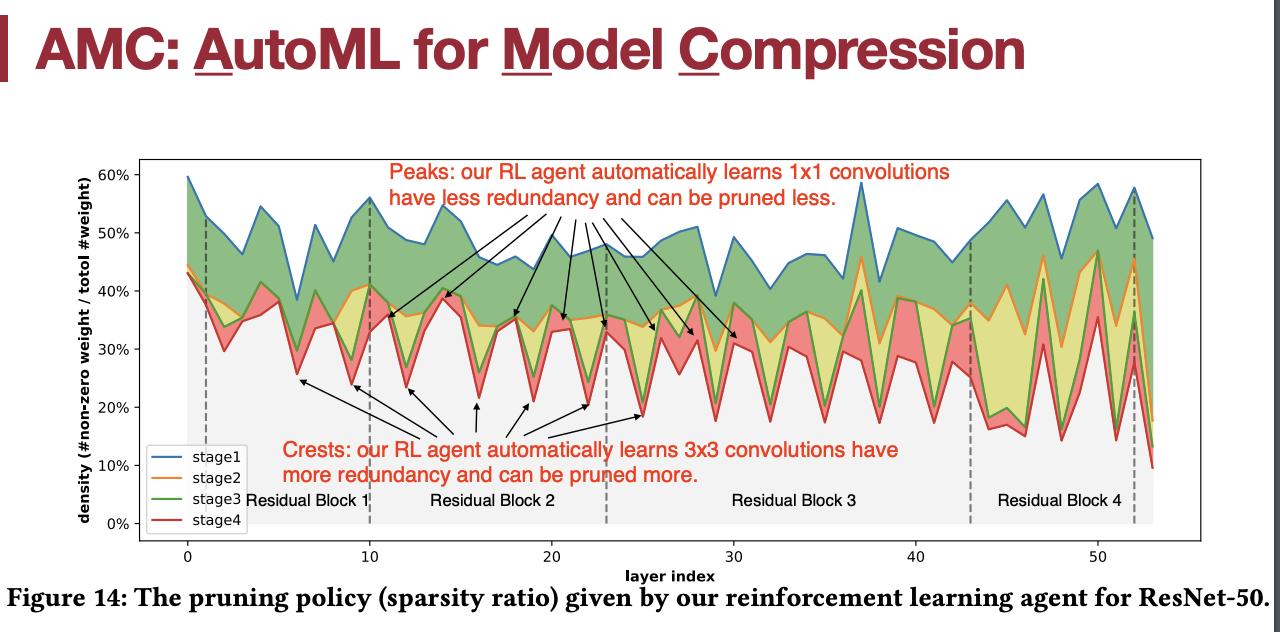 AMC: AutoML for Model Compression
Peaks: our RL agent automatically learns 1x1 convolutions
have less redundancy and can be pruned less.
60%
50%
40%
30%
20%
10%
0%
density (#non-zero weight / totol #weight)
Crests: our RL agent automatically learns 3x3 convolutions have
more redundancy and can be pruned more.
stage1
stage2
stage3
stage4
Residual Block 1
Residual Block 2
Residual Block 3
Residual Block 4
0
10
20
30
40
50
layer index
Figure 14: The pruning policy (sparsity ratio) given by our reinforcement learning agent for ResNet-50.